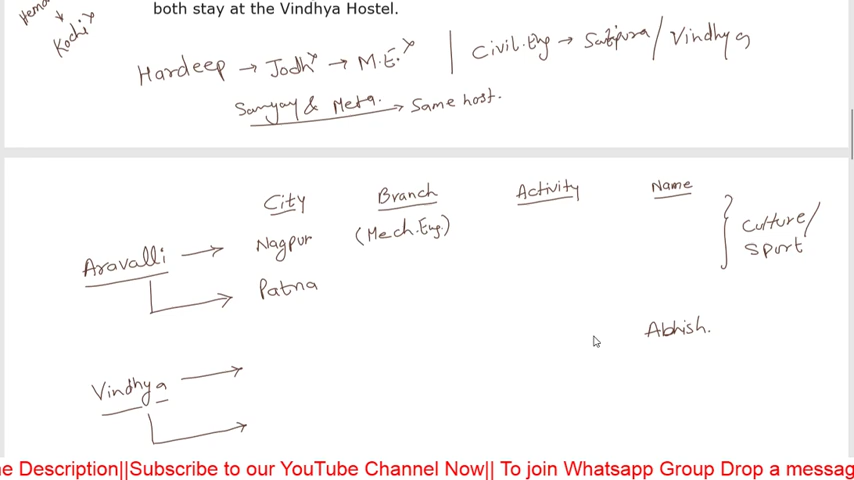 both stay at the Vindhya Hostel.
Kochi
Hardeep → Jodh → M.E. | Civil.Eng → Satpura / Vindhya
Sanjay & Meta. → Same host.
City Branch Activity Name
Aravalli → Nagpur (Mech.Eng.) } Culture/
Sport
Patna
Abhish.
Vindhya →
e Description||Subscribe to our YouTube Channel Now|| To join Whatsapp Group Drop a messag